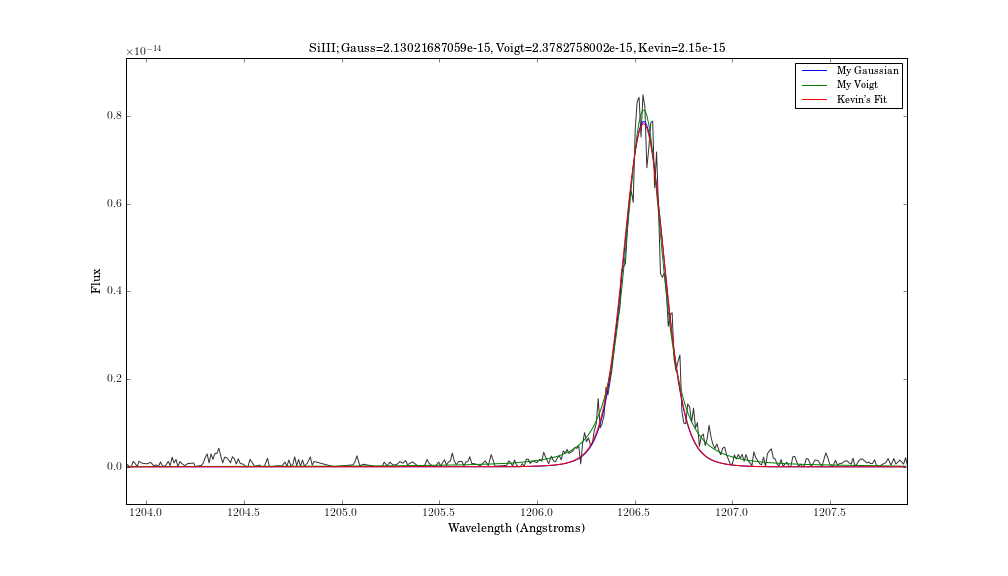 SiIII; Gauss=2.13021687059e-15, Voigt=2.3782758002e-15, Kevin=2.15e-15
×10⁻¹⁴
My Gaussian
My Voigt
Kevin's Fit
0.8
0.6
0.4
0.2
0.0
Flux
1204.0 1204.5 1205.0 1205.5 1206.0 1206.5 1207.0 1207.5
Wavelength (Angstroms)